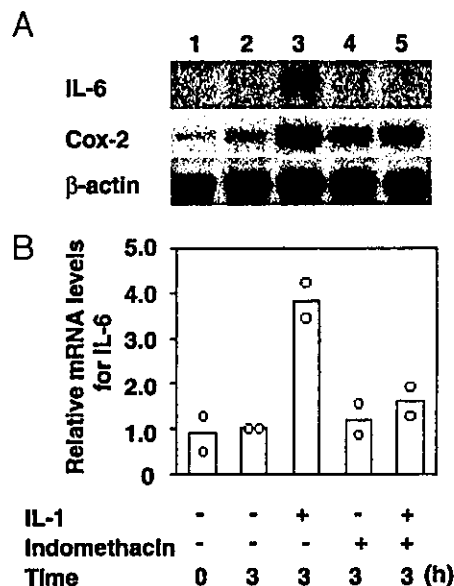 A
1 2 3 4 5
IL-6
Cox-2
β-actin
B
Relative mRNA levels
for IL-6
5.0
4.0
3.0
2.0
1.0
0
IL-1 - - + - +
Indomethacin - - - + +
Time 0 3 3 3 3 (h)